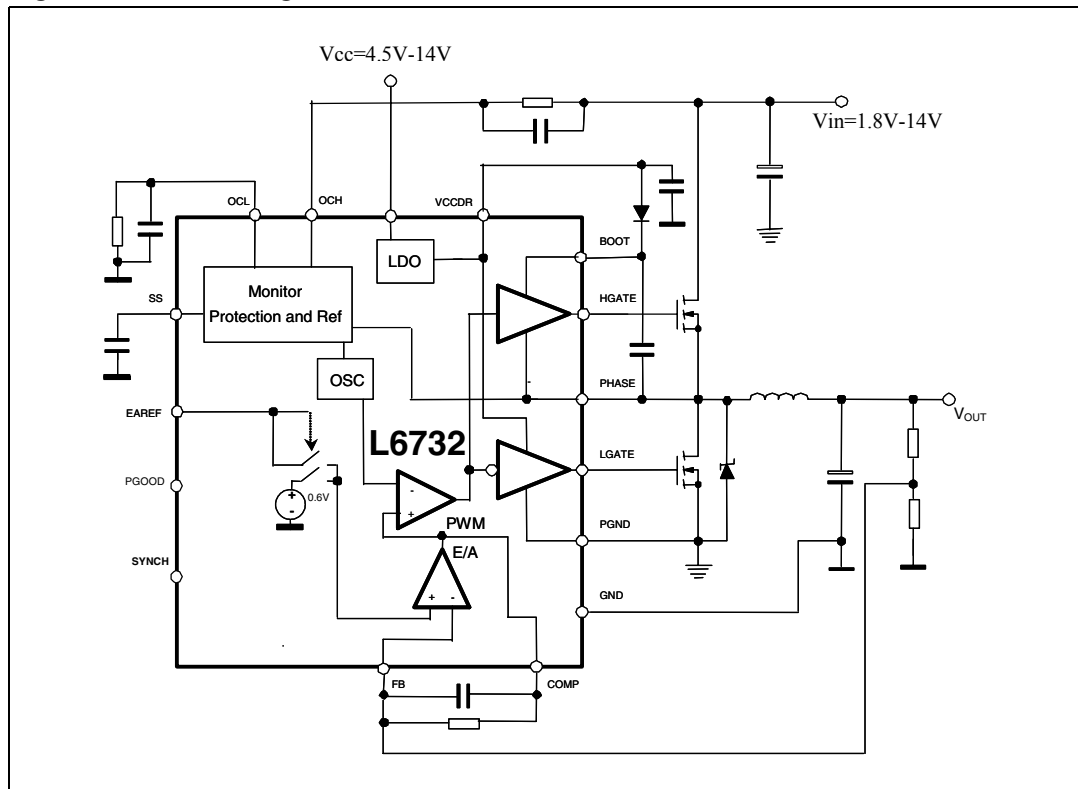 Vcc=4.5V-14V
Vin=1.8V-14V
OCL
OCH
VCCDR
LDO
BOOT
Monitor
Protection and Ref
SS
HGATE
OSC
-
PHASE
EAREF
L6732
VOUT
LGATE
PGOOD
+
-
0.6V
-
+
PWM
PGND
E/A
SYNCH
+ -
GND
FB
COMP